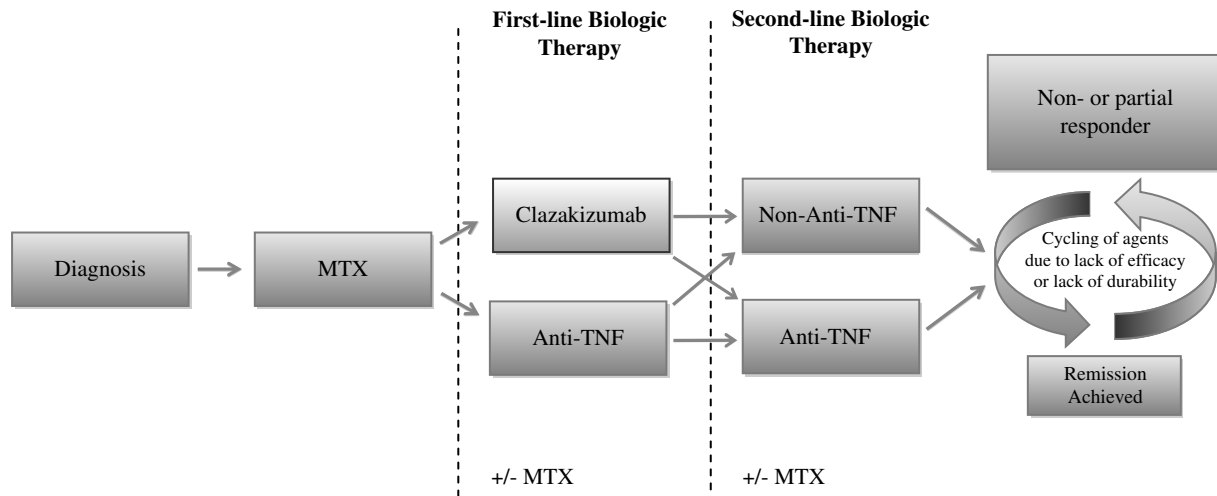 First-line Biologic
Therapy
Second-line Biologic
Therapy
Non- or partial
responder
Clazakizumab
Non-Anti-TNF
Diagnosis
MTX
Cycling of agents
due to lack of efficacy
or lack of durability
Anti-TNF
Anti-TNF
Remission
Achieved
+/- MTX
+/- MTX